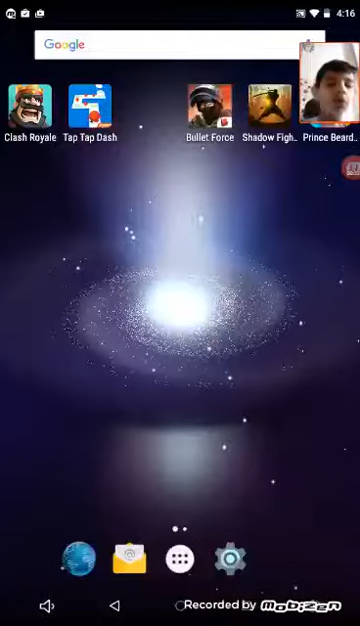 4:16
Google
Clash Royale
Tap Tap Dash
Bullet Force
Shadow Figh..
Prince Beard..
Recorded by mobizen